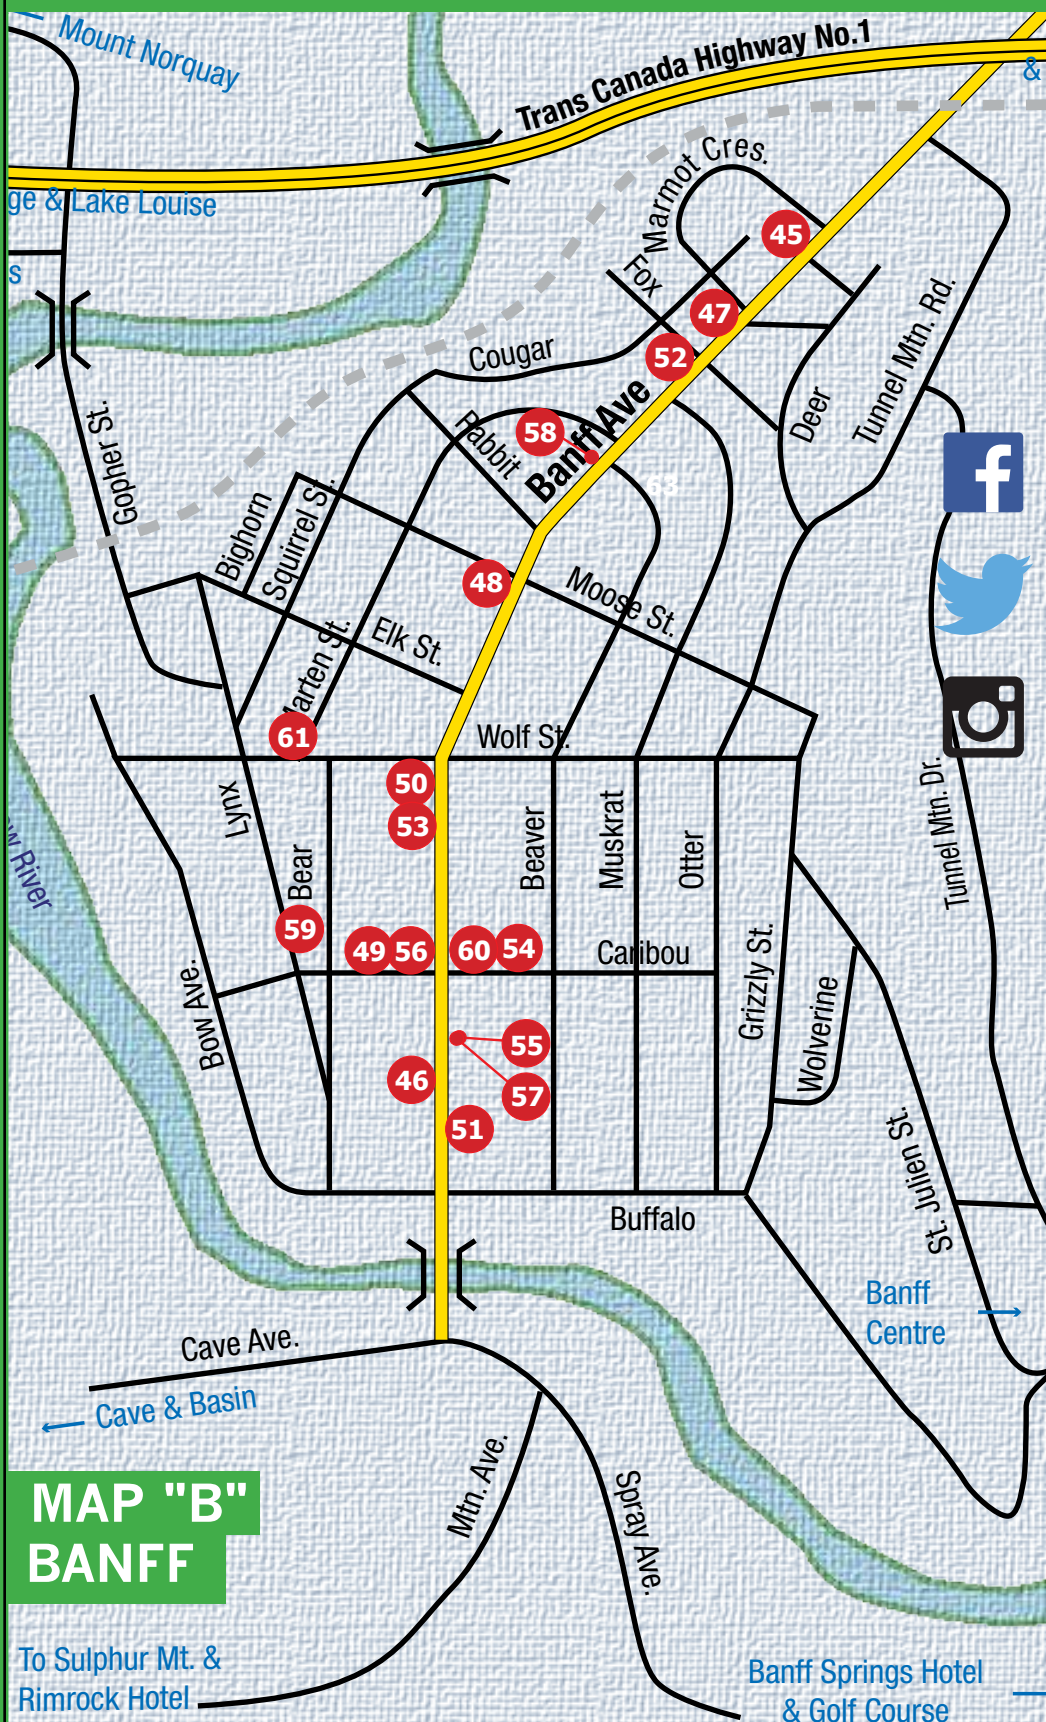 Mount Norquay
Trans Canada Highway No.1
&
ge & Lake Louise
s
Marmot Cres.
45
Fox
47
Cougar
52
Tunnel Mtn. Rd.
Deer
Gopher St.
Rabbit
58
Banff Ave
63
Bighorn
Squirrel St.
48
Moose St.
Elk St.
Marten St.
61
Wolf St.
50
Lynx
53
Bear
Beaver
Muskrat
Otter
Tunnel Mtn. Dr.
ow River
59
49
56
60
54
Caribou
Grizzly St.
Bow Ave.
Wolverine
55
46
57
51
St. Julien St.
Buffalo
Banff
Centre
Cave Ave.
Cave & Basin
Mtn. Ave.
Spray Ave.
MAP "B"
BANFF
To Sulphur Mt. &
Rimrock Hotel
Banff Springs Hotel
& Golf Course